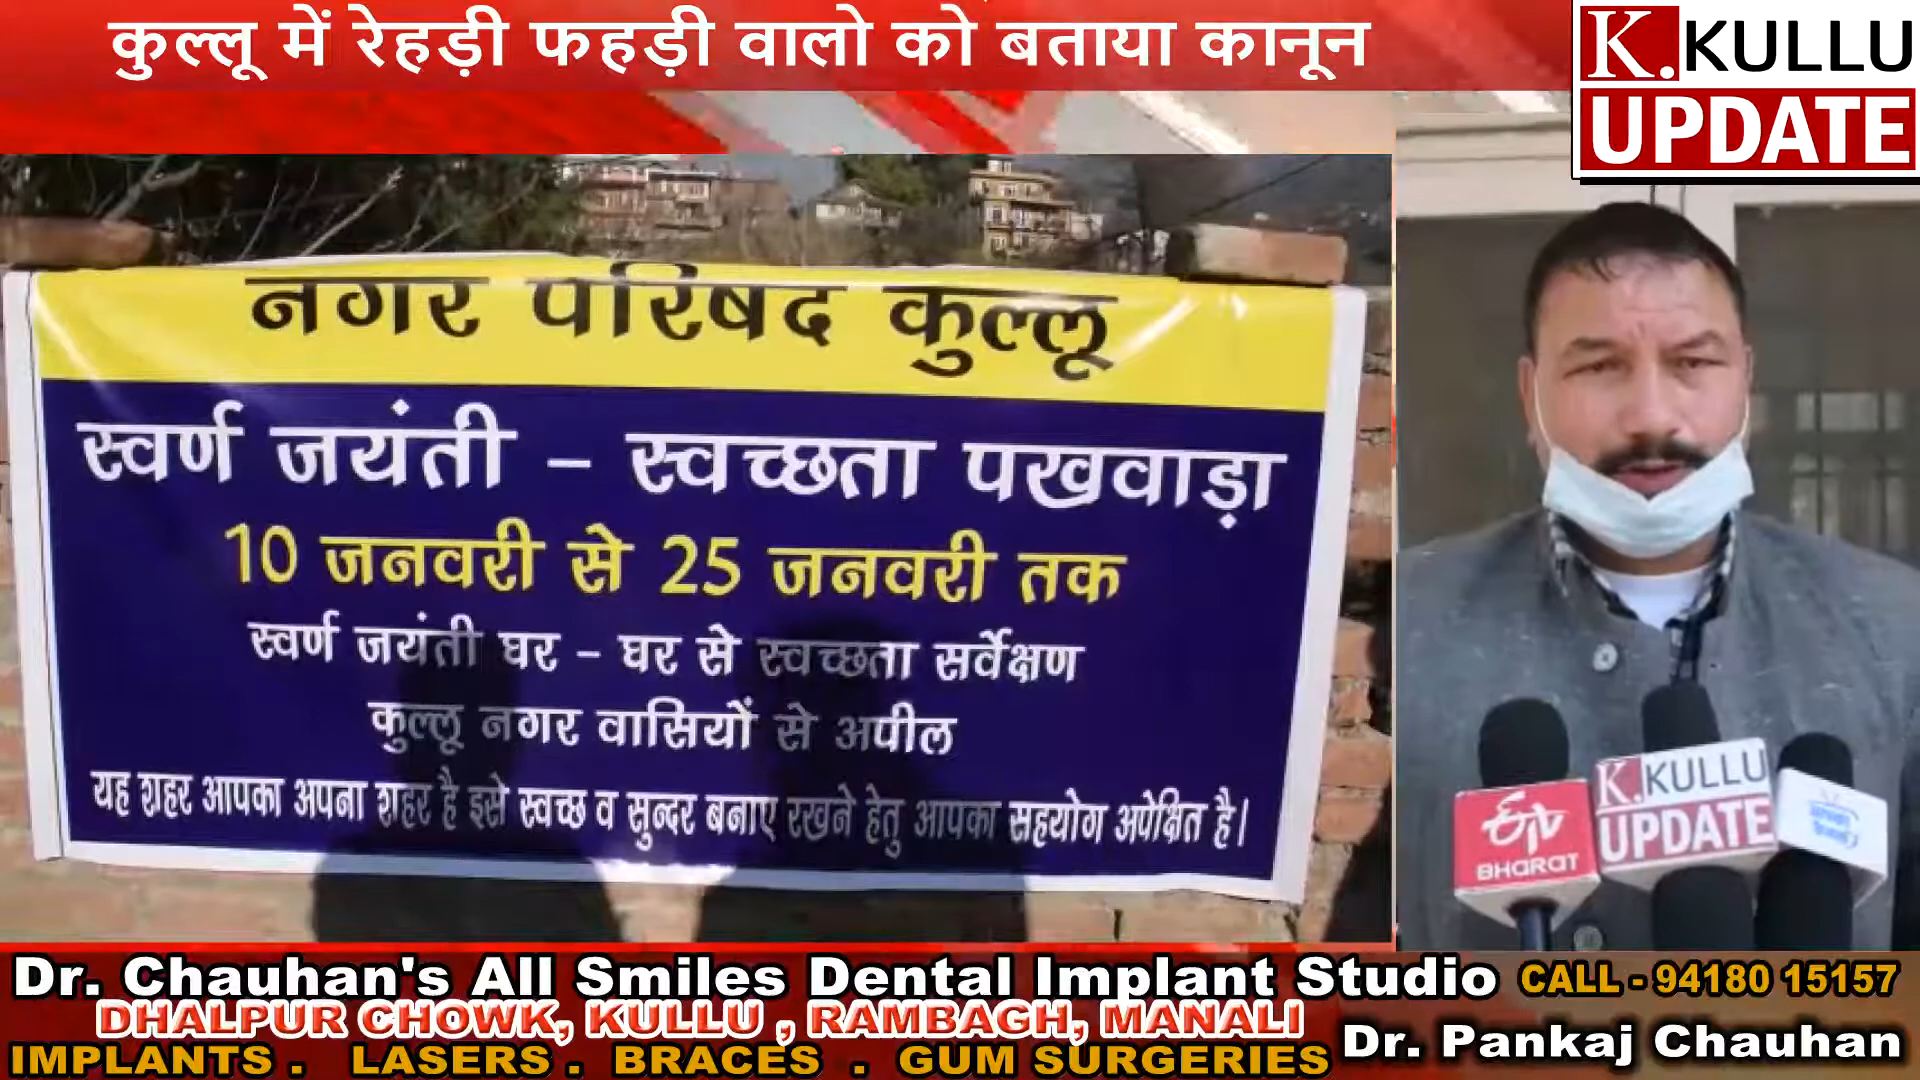 कुल्लू में रेहड़ी फहड़ी वालो को बताया कानून
K. KULLU
UPDATE
नगर परिषद कुल्लू
स्वर्ण जयंती – स्वच्छता पखवाड़ा
10 जनवरी से 25 जनवरी तक
स्वर्ण जयंती घर – घर से स्वच्छता सर्वेक्षण
कुल्लू नगर वासियों से अपील
यह शहर आपका अपना शहर है इसे स्वच्छ व सुन्दर बनाए रखने हेतु आपका सहयोग अपेक्षित है।
ETV
BHARAT
K. KULLU
UPDATE
Dr. Chauhan's All Smiles Dental Implant Studio CALL - 94180 15157
DHALPUR CHOWK, KULLU , RAMBAGH, MANALI
IMPLANTS . LASERS . BRACES . GUM SURGERIES
Dr. Pankaj Chauhan